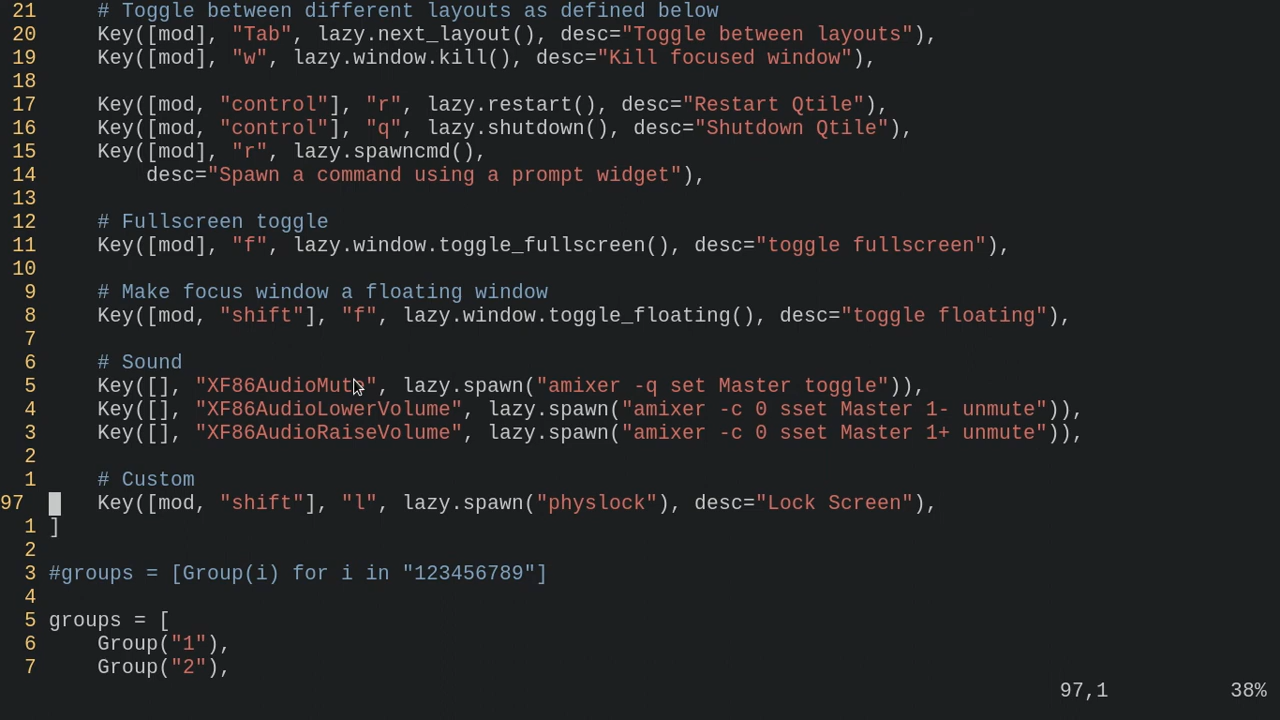 21     # Toggle between different layouts as defined below
20     Key([mod], "Tab", lazy.next_layout(), desc="Toggle between layouts"),
19     Key([mod], "w", lazy.window.kill(), desc="Kill focused window"),
18
17     Key([mod, "control"], "r", lazy.restart(), desc="Restart Qtile"),
16     Key([mod, "control"], "q", lazy.shutdown(), desc="Shutdown Qtile"),
15     Key([mod], "r", lazy.spawncmd(),
14         desc="Spawn a command using a prompt widget"),
13
12     # Fullscreen toggle
11     Key([mod], "f", lazy.window.toggle_fullscreen(), desc="toggle fullscreen"),
10
9     # Make focus window a floating window
8     Key([mod, "shift"], "f", lazy.window.toggle_floating(), desc="toggle floating"),
7
6     # Sound
5     Key([], "XF86AudioMute", lazy.spawn("amixer -q set Master toggle")),
4     Key([], "XF86AudioLowerVolume", lazy.spawn("amixer -c 0 sset Master 1- unmute")),
3     Key([], "XF86AudioRaiseVolume", lazy.spawn("amixer -c 0 sset Master 1+ unmute")),
2
1     # Custom
97     Key([mod, "shift"], "l", lazy.spawn("physlock"), desc="Lock Screen"),
1 ]
2
3 #groups = [Group(i) for i in "123456789"]
4
5 groups = [
6     Group("1"),
7     Group("2"),
97,1 38%